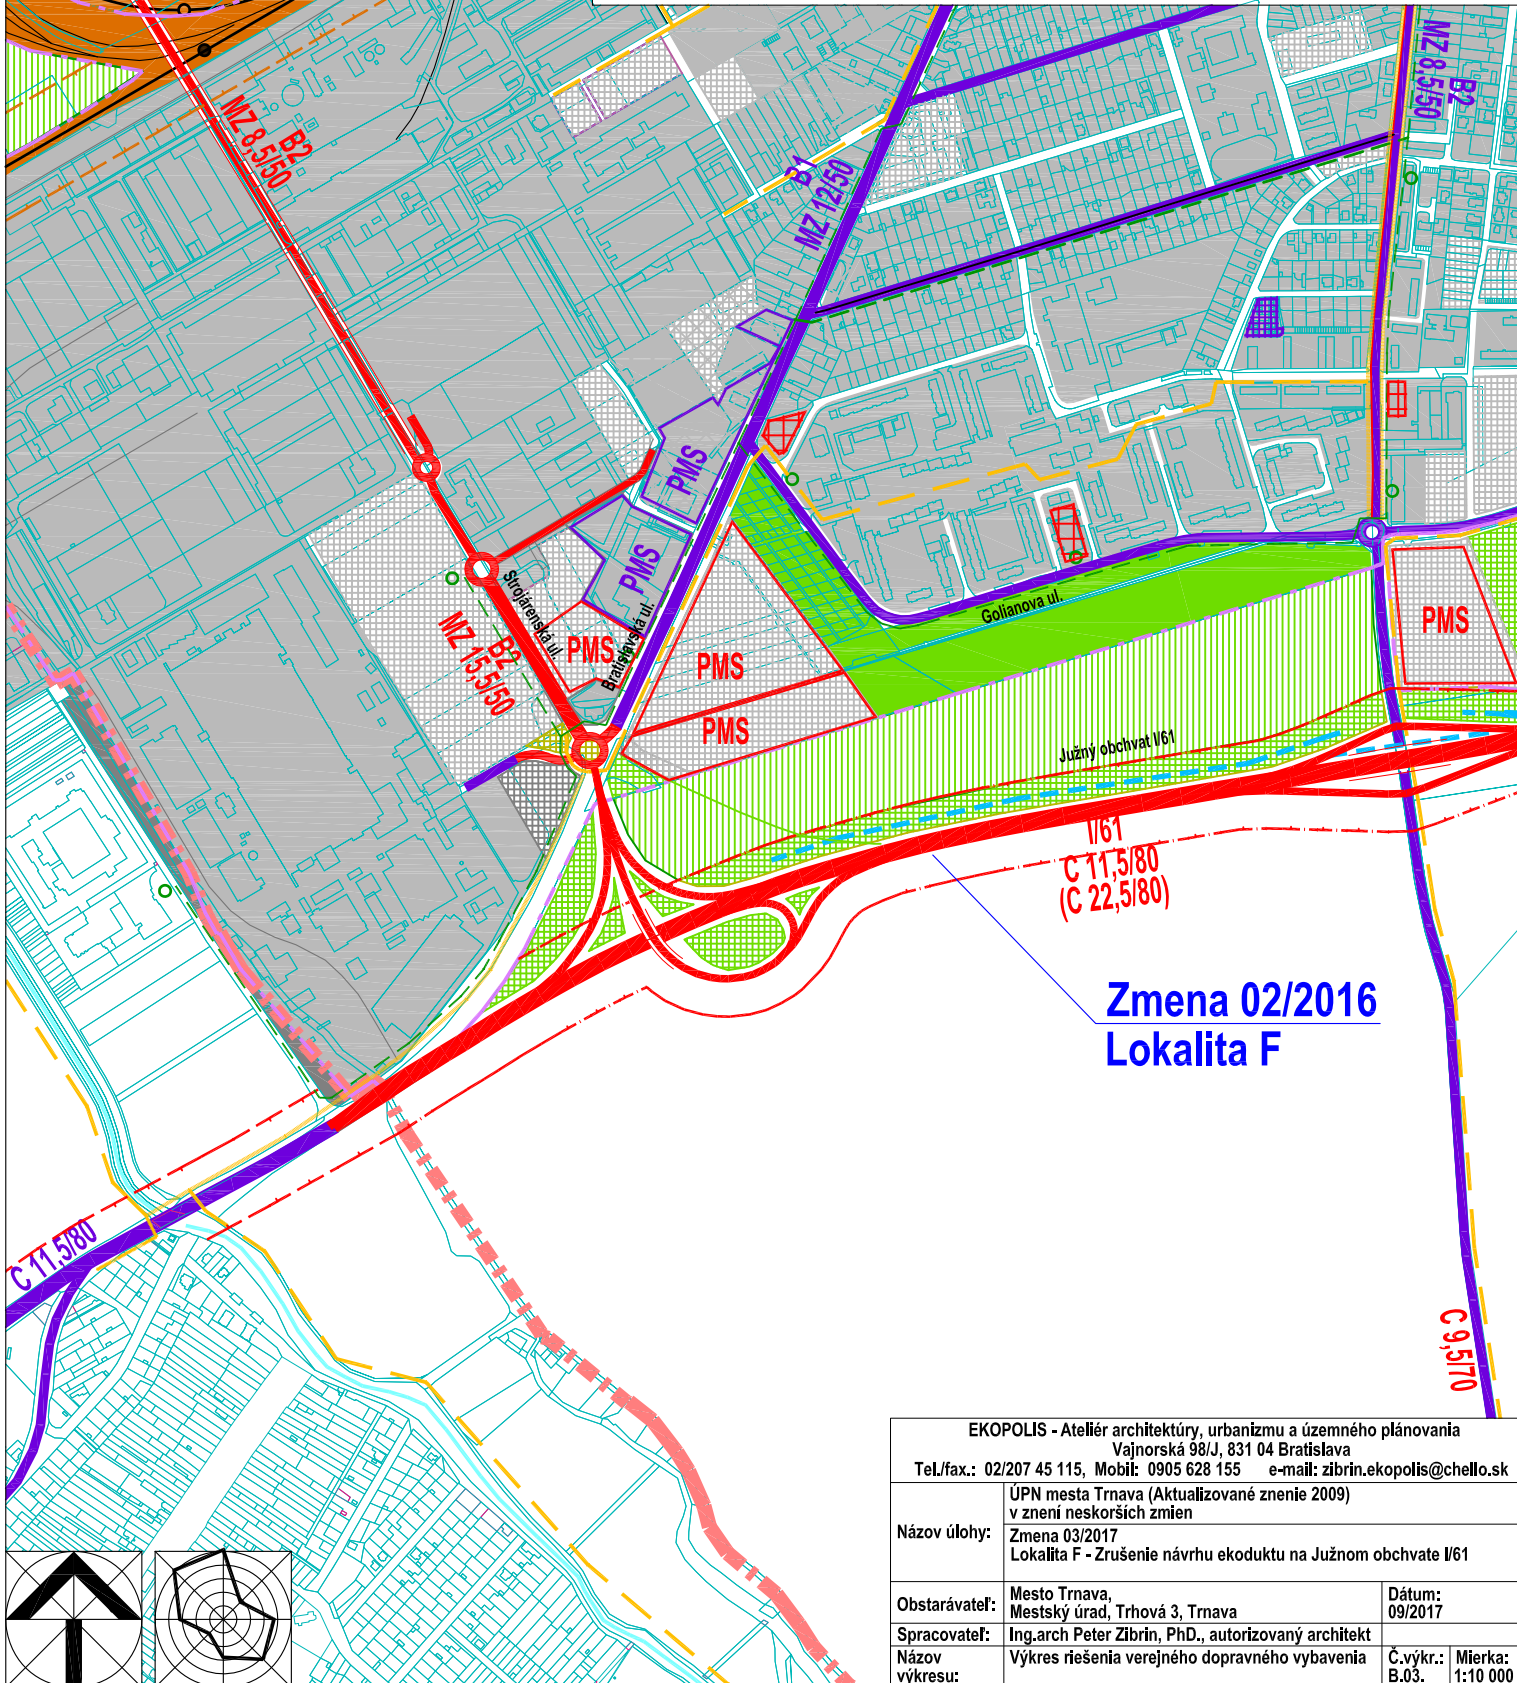 B2
MZ 8,5/50
B1
MZ 12/50
B2
MZ 8,5/50
PMS
PMS
Strojárenská ul.
Bratislavská ul.
B2
MZ 15,5/50
PMS
PMS
PMS
Golianova ul.
PMS
Južný obchvat I/61
I/61
C 11,5/80
(C 22,5/80)
Zmena 02/2016
Lokalita F
C 11,5/80
C 9,5/70
EKOPOLIS - Ateliér architektúry, urbanizmu a územného plánovania
Vajnorská 98/J, 831 04 Bratislava
Tel./fax.: 02/207 45 115, Mobil: 0905 628 155 e-mail: zibrin.ekopolis@chello.sk
Názov úlohy:
ÚPN mesta Trnava (Aktualizované znenie 2009)
v znení neskorších zmien
Zmena 03/2017
Lokalita F - Zrušenie návrhu ekoduktu na Južnom obchvate I/61
Obstarávateľ:
Mesto Trnava,
Mestský úrad, Trhová 3, Trnava
Dátum:
09/2017
Spracovateľ:
Ing.arch Peter Zibrin, PhD., autorizovaný architekt
Názov
výkresu:
Výkres riešenia verejného dopravného vybavenia
Č.výkr.:
B.03.
Mierka:
1:10 000